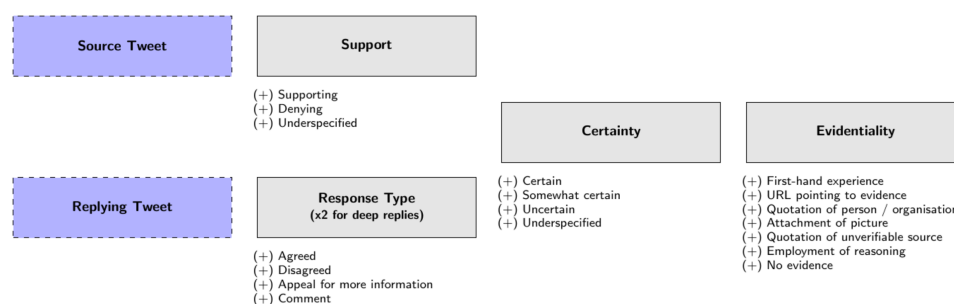 Source Tweet
Support
(+) Supporting
(+) Denying
(+) Underspecified
Replying Tweet
Response Type
(x2 for deep replies)
(+) Agreed
(+) Disagreed
(+) Appeal for more information
(+) Comment
Certainty
(+) Certain
(+) Somewhat certain
(+) Uncertain
(+) Underspecified
Evidentiality
(+) First-hand experience
(+) URL pointing to evidence
(+) Quotation of person / organisation
(+) Attachment of picture
(+) Quotation of unverifiable source
(+) Employment of reasoning
(+) No evidence